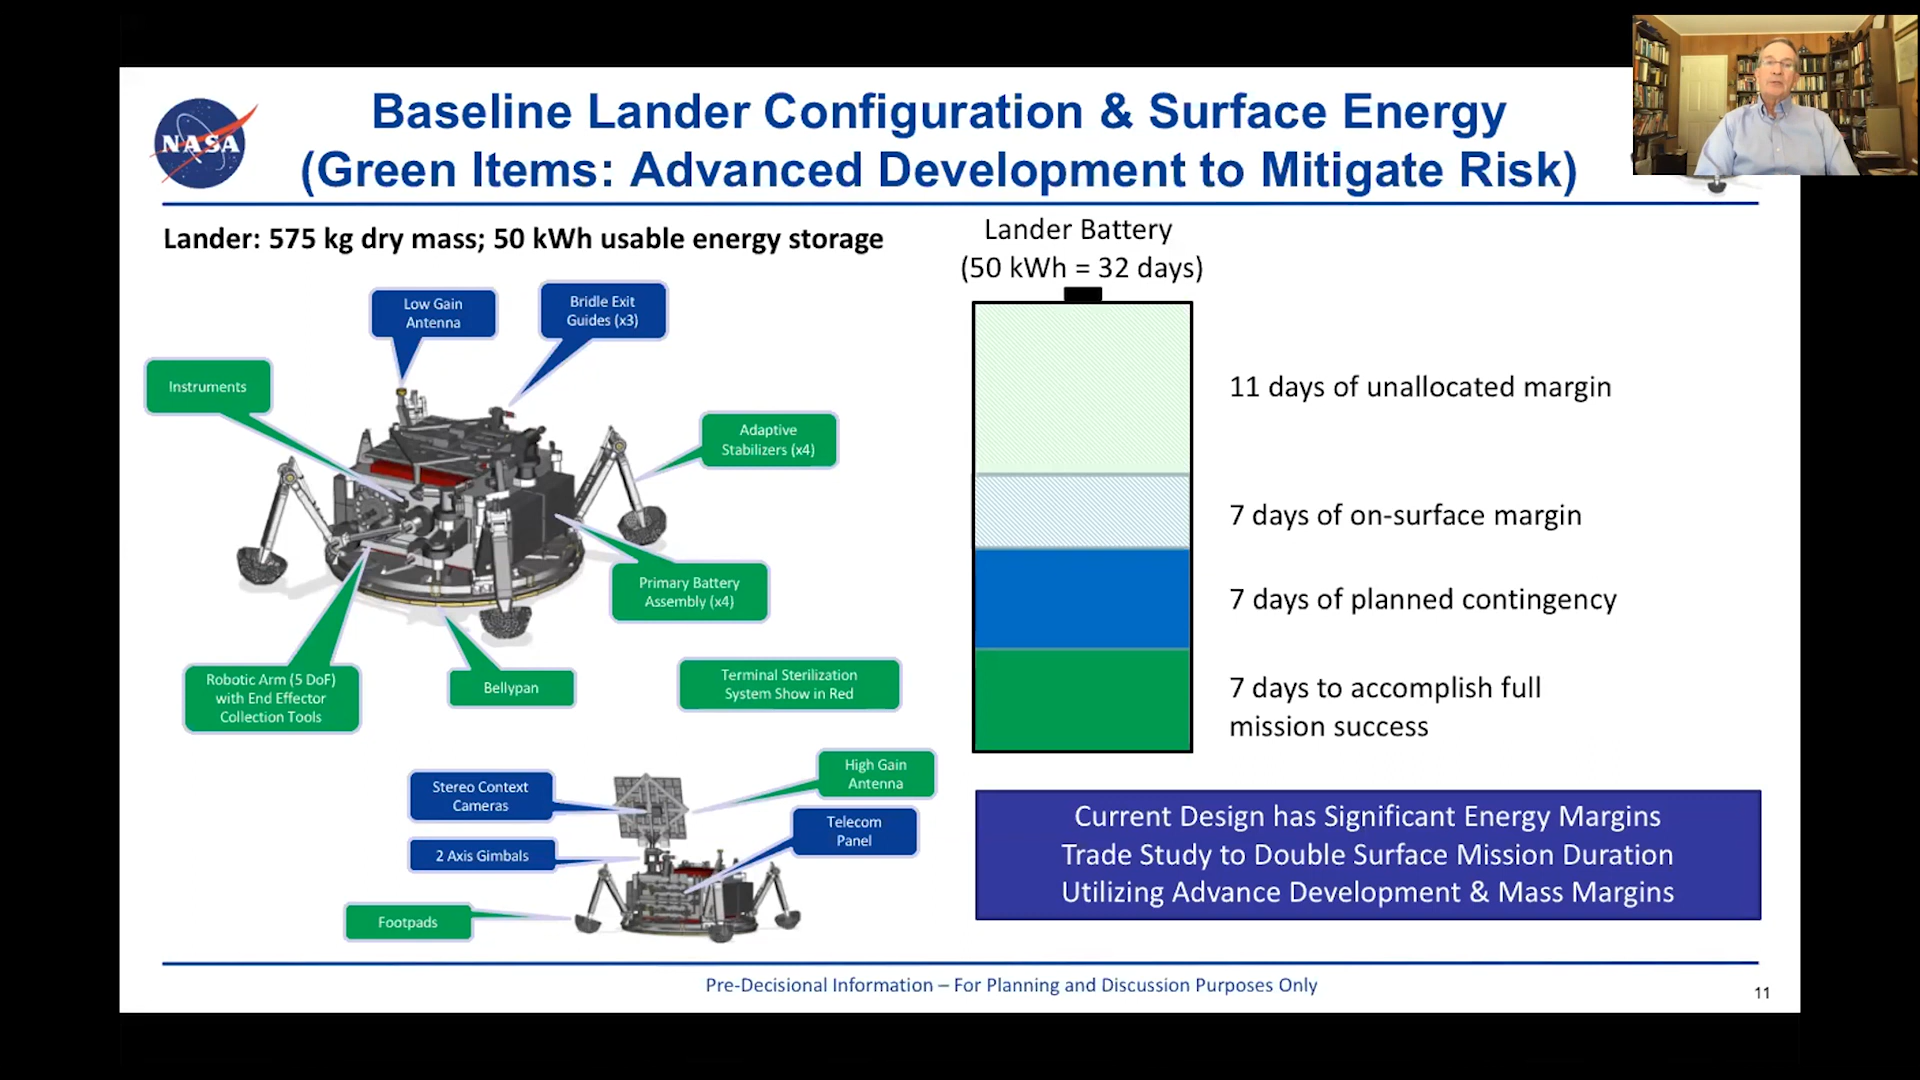 NASA
Baseline Lander Configuration & Surface Energy
(Green Items: Advanced Development to Mitigate Risk)
Lander: 575 kg dry mass; 50 kWh usable energy storage
Low Gain
Antenna
Bridle Exit
Guides (x3)
Instruments
Adaptive
Stabilizers (x4)
Primary Battery
Assembly (x4)
Robotic Arm (5 DoF)
with End Effector
Collection Tools
Bellypan
Terminal Sterilization
System Show in Red
Stereo Context
Cameras
High Gain
Antenna
Telecom
Panel
2 Axis Gimbals
Footpads
Lander Battery
(50 kWh = 32 days)
11 days of unallocated margin
7 days of on-surface margin
7 days of planned contingency
7 days to accomplish full
mission success
Current Design has Significant Energy Margins
Trade Study to Double Surface Mission Duration
Utilizing Advance Development & Mass Margins
Pre-Decisional Information – For Planning and Discussion Purposes Only
11